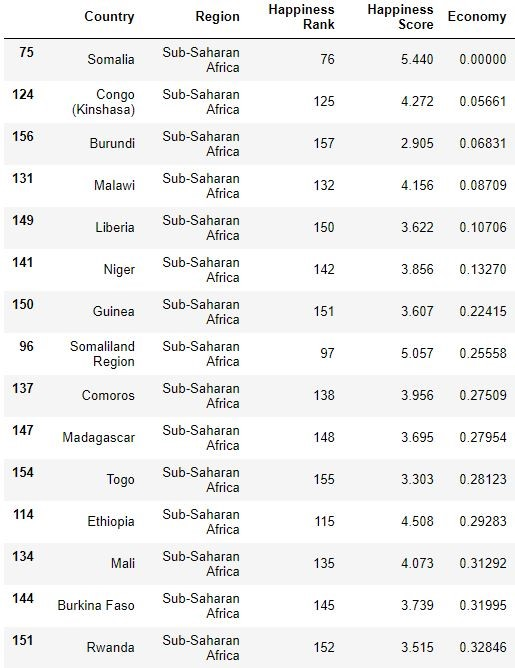 Country Region Happiness Rank Happiness Score Economy
75 Somalia Sub-Saharan Africa 76 5.440 0.00000
124 Congo (Kinshasa) Sub-Saharan Africa 125 4.272 0.05661
156 Burundi Sub-Saharan Africa 157 2.905 0.06831
131 Malawi Sub-Saharan Africa 132 4.156 0.08709
149 Liberia Sub-Saharan Africa 150 3.622 0.10706
141 Niger Sub-Saharan Africa 142 3.856 0.13270
150 Guinea Sub-Saharan Africa 151 3.607 0.22415
96 Somaliland Region Sub-Saharan Africa 97 5.057 0.25558
137 Comoros Sub-Saharan Africa 138 3.956 0.27509
147 Madagascar Sub-Saharan Africa 148 3.695 0.27954
154 Togo Sub-Saharan Africa 155 3.303 0.28123
114 Ethiopia Sub-Saharan Africa 115 4.508 0.29283
134 Mali Sub-Saharan Africa 135 4.073 0.31292
144 Burkina Faso Sub-Saharan Africa 145 3.739 0.31995
151 Rwanda Sub-Saharan Africa 152 3.515 0.32846